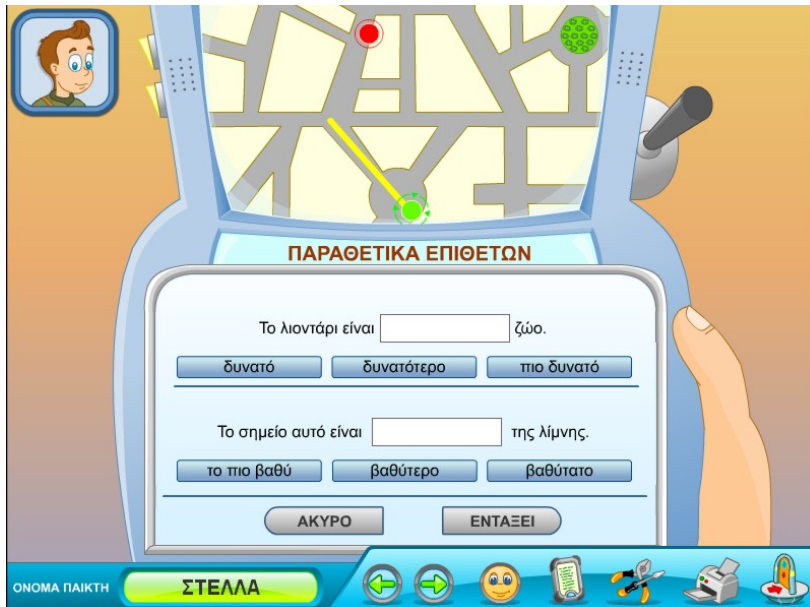 ΠΑΡΑΘΕΤΙΚΑ ΕΠΙΘΕΤΩΝ
Το λιοντάρι είναι ζώο.
δυνατό δυνατότερο πιο δυνατό
Το σημείο αυτό είναι της λίμνης.
το πιο βαθύ βαθύτερο βαθύτατο
ΑΚΥΡΟ ΕΝΤΑΞΕΙ
ΟΝΟΜΑ ΠΑΙΚΤΗ ΣΤΕΛΛΑ